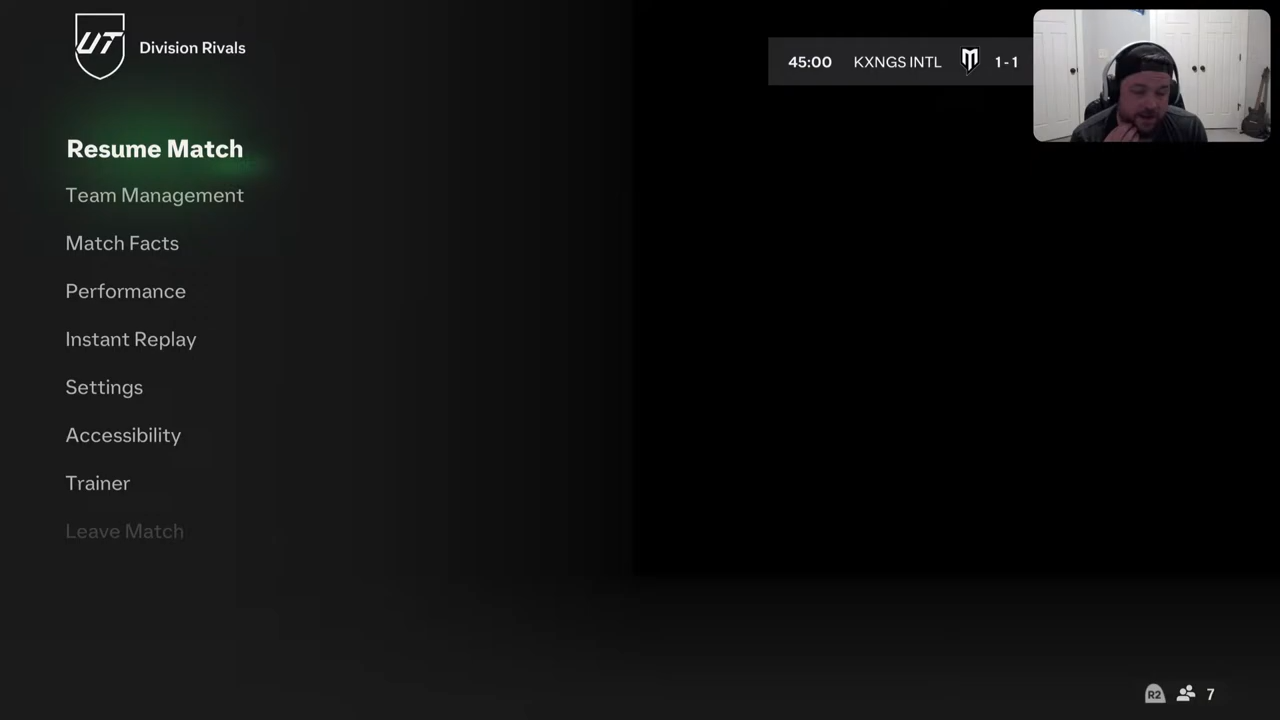 UT
Division Rivals
45:00 KXNGS INTL 1 - 1
Resume Match
Team Management
Match Facts
Performance
Instant Replay
Settings
Accessibility
Trainer
Leave Match
R2 7